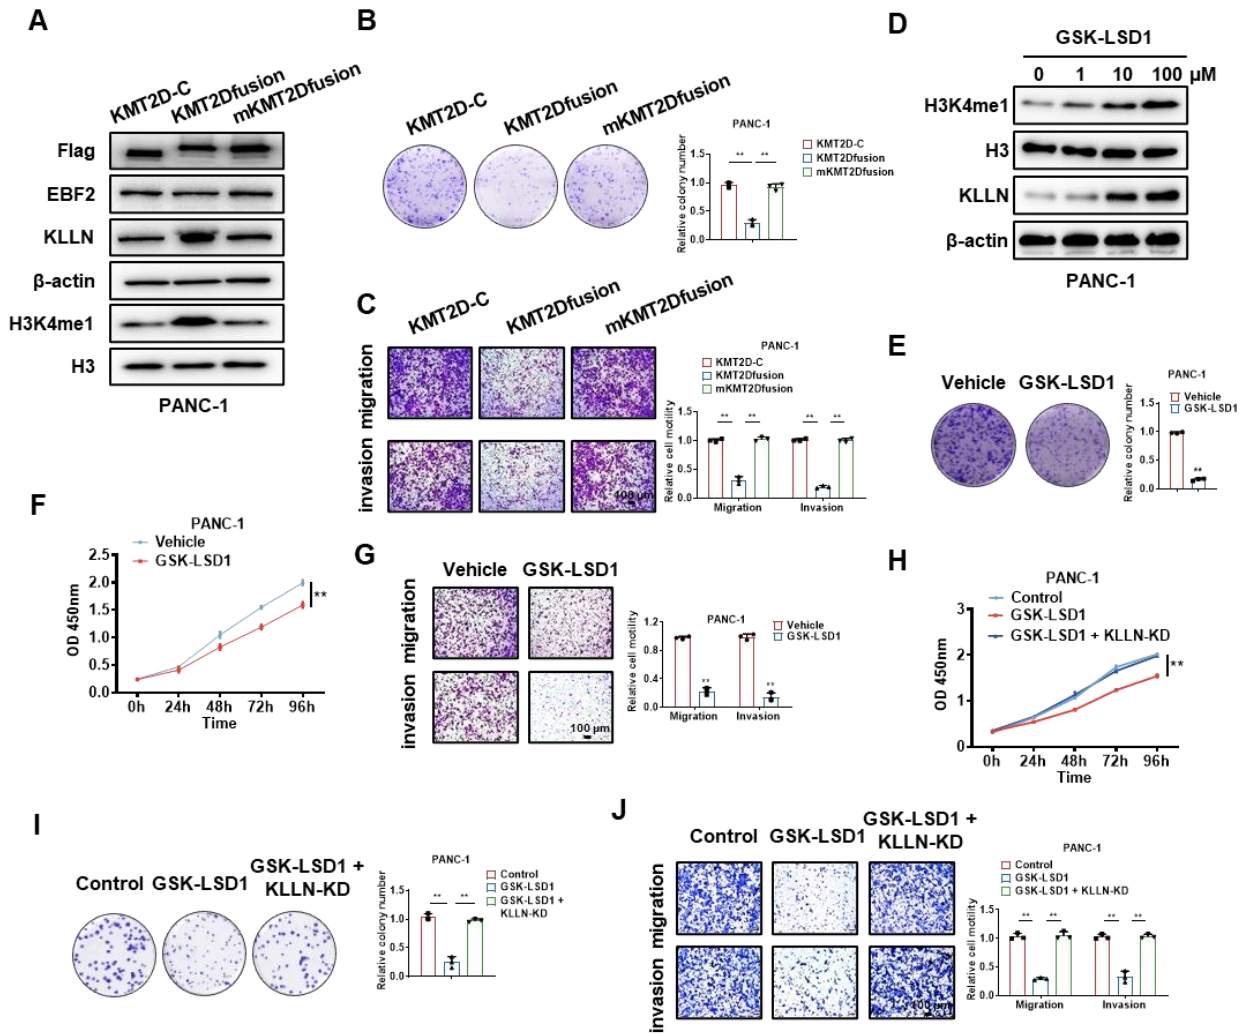 A
KMT2D-C
KMT2Dfusion
mKMT2Dfusion
Flag
EBF2
KLLN
β-actin
H3K4me1
H3
PANC-1
B
KMT2D-C
KMT2Dfusion
mKMT2Dfusion
PANC-1
KMT2D-C
KMT2Dfusion
mKMT2Dfusion
Relative colony number
1.5
1.0
0.5
0.0
** **
C
KMT2D-C
KMT2Dfusion
mKMT2Dfusion
migration
invasion
100 µm
PANC-1
KMT2D-C
KMT2Dfusion
mKMT2Dfusion
Relative cell motility
1.5
1.0
0.5
0.0
** ** ** **
Migration Invasion
D
GSK-LSD1
0 1 10 100 µM
H3K4me1
H3
KLLN
β-actin
PANC-1
E
Vehicle GSK-LSD1
PANC-1
Vehicle
GSK-LSD1
Relative colony number
1.5
1.0
0.5
0.0
**
F
PANC-1
Vehicle
GSK-LSD1
OD 450nm
2.5
2.0
1.5
1.0
0.5
0.0
**
0h 24h 48h 72h 96h
Time
G
Vehicle GSK-LSD1
migration
invasion
100 µm
PANC-1
Vehicle
GSK-LSD1
Relative cell motility
1.2
0.8
0.4
0.0
** **
Migration Invasion
H
PANC-1
Control
GSK-LSD1
GSK-LSD1 + KLLN-KD
OD 450nm
3
2
1
0
**
0h 24h 48h 72h 96h
Time
I
Control GSK-LSD1 GSK-LSD1 +
KLLN-KD
PANC-1
Control
GSK-LSD1
GSK-LSD1 +
KLLN-KD
Relative colony number
1.5
1.0
0.5
0.0
** **
J
Control GSK-LSD1 GSK-LSD1 +
KLLN-KD
migration
invasion
100 µm
PANC-1
Control
GSK-LSD1
GSK-LSD1 + KLLN-KD
Relative cell motility
1.5
1.0
0.5
0.0
** ** ** **
Migration Invasion